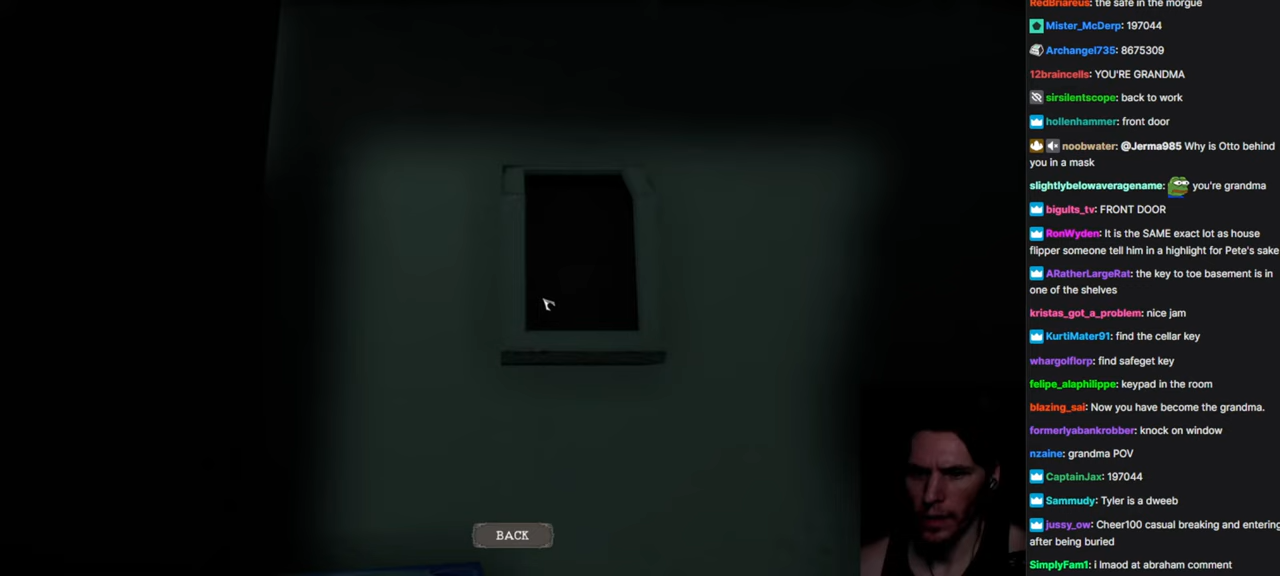 RedBriareus: the safe in the morgue
Mister_McDerp: 197044
Archangel735: 8675309
12braincells: YOU'RE GRANDMA
sirsilentscope: back to work
hollenhammer: front door
noobwater: @Jerma985 Why is Otto behind
you in a mask
slightlybelowaveragename: you're grandma
bigults_tv: FRONT DOOR
RonWyden: It is the SAME exact lot as house
flipper someone tell him in a highlight for Pete's sake
ARatherLargeRat: the key to toe basement is in
one of the shelves
kristas_got_a_problem: nice jam
KurtiMater91: find the cellar key
whargolflorp: find safeget key
felipe_alaphilippe: keypad in the room
blazing_sai: Now you have become the grandma.
formerlyabankrobber: knock on window
nzaine: grandma POV
CaptainJax: 197044
Sammudy: Tyler is a dweeb
jussy_ow: Cheer100 casual breaking and entering
after being buried
SimplyFam1: i lmaod at abraham comment
BACK